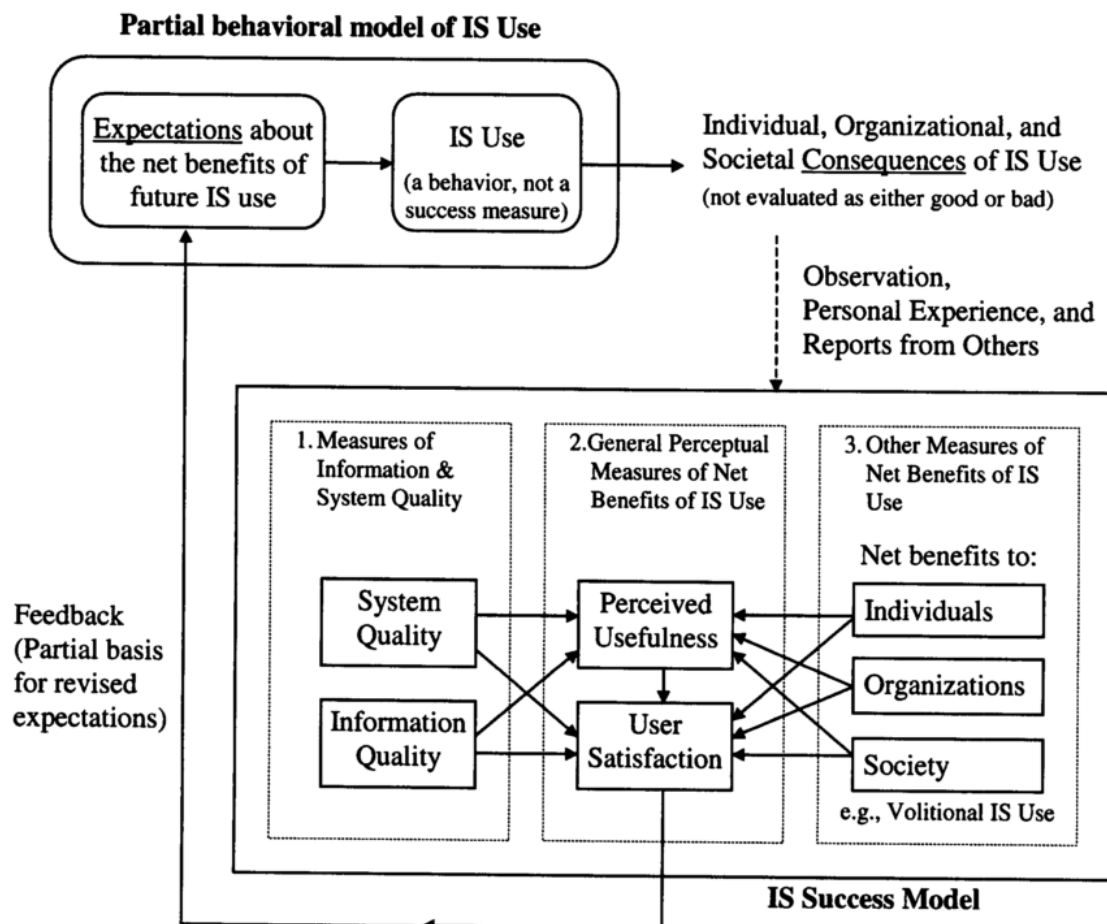 Partial behavioral model of IS Use
Expectations about
the net benefits of
future IS use
IS Use
(a behavior, not a
success measure)
Individual, Organizational, and
Societal Consequences of IS Use
(not evaluated as either good or bad)
Observation,
Personal Experience, and
Reports from Others
1. Measures of
Information &
System Quality
2.General Perceptual
Measures of Net
Benefits of IS Use
3. Other Measures of
Net Benefits of IS
Use
Net benefits to:
System
Quality
Perceived
Usefulness
Individuals
Organizations
Information
Quality
User
Satisfaction
Society
e.g., Volitional IS Use
Feedback
(Partial basis
for revised
expectations)
IS Success Model